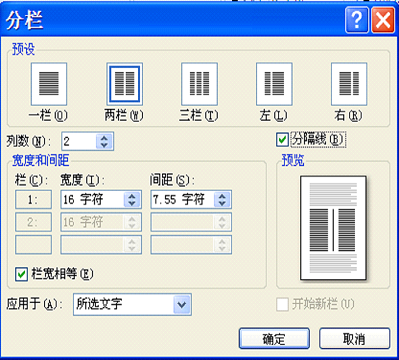 分栏
预设
一栏(O) 两栏(W) 三栏(T) 左(L) 右(R)
列数(N): 2 分隔线(B)
宽度和间距 预览
栏(C): 宽度(I): 间距(S):
1: 16 字符 7.55 字符
2: 16 字符
栏宽相等(E)
应用于(A): 所选文字 开始新栏(U)
确定 取消